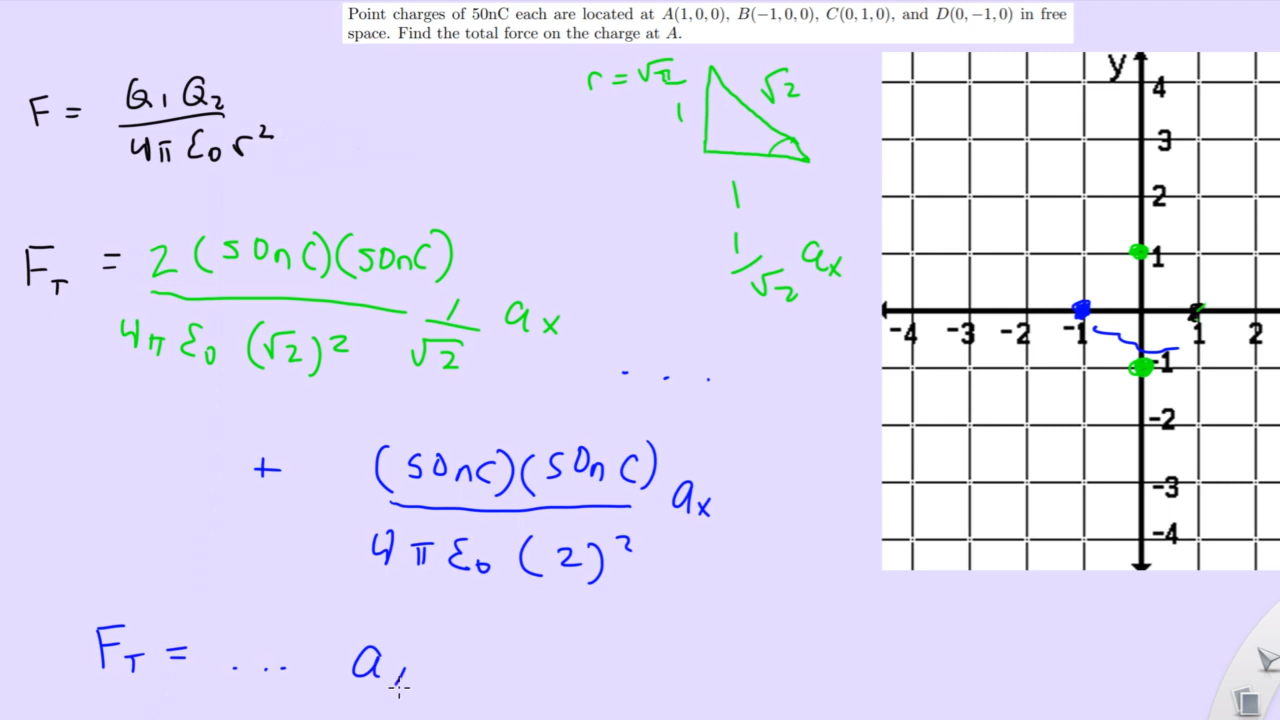 Point charges of 50nC each are located at A(1,0,0), B(−1,0,0), C(0,1,0), and D(0,−1,0) in free
space. Find the total force on the charge at A.
F = Q1 Q2 / 4π ε0 r²
r = √π
1
√2
1
1/√2 ax
FT = 2 (50nC)(50nC) / 4π ε0 (√2)² 1/√2 ax
...
+ (50nC)(50nC) / 4π ε0 (2)² ax
FT = ... a
y
4
3
2
1
-4 -3 -2 -1 1 2
-1
-2
-3
-4